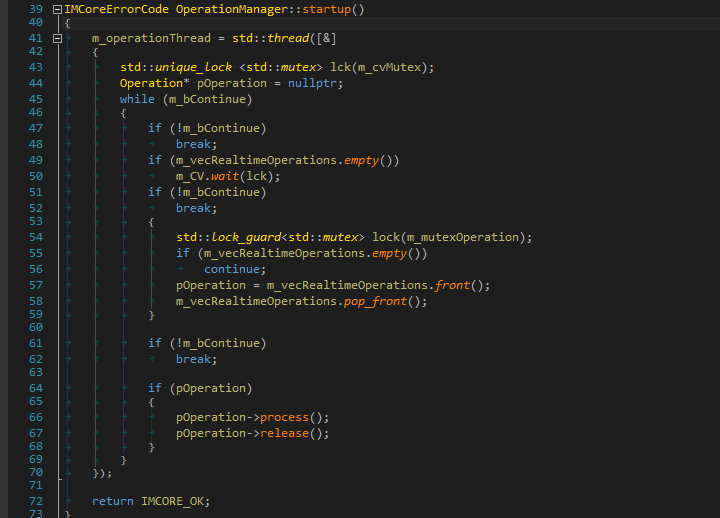 39 IMCoreErrorCode OperationManager::startup()
40 {
41 m_operationThread = std::thread([&]
42 {
43 std::unique_lock <std::mutex> lck(m_cvMutex);
44 Operation* pOperation = nullptr;
45 while (m_bContinue)
46 {
47 if (!m_bContinue)
48 break;
49 if (m_vecRealtimeOperations.empty())
50 m_CV.wait(lck);
51 if (!m_bContinue)
52 break;
53 {
54 std::lock_guard<std::mutex> lock(m_mutexOperation);
55 if (m_vecRealtimeOperations.empty())
56 continue;
57 pOperation = m_vecRealtimeOperations.front();
58 m_vecRealtimeOperations.pop_front();
59 }
60
61 if (!m_bContinue)
62 break;
63
64 if (pOperation)
65 {
66 pOperation->process();
67 pOperation->release();
68 }
69 }
70 });
71
72 return IMCORE_OK;
73 }